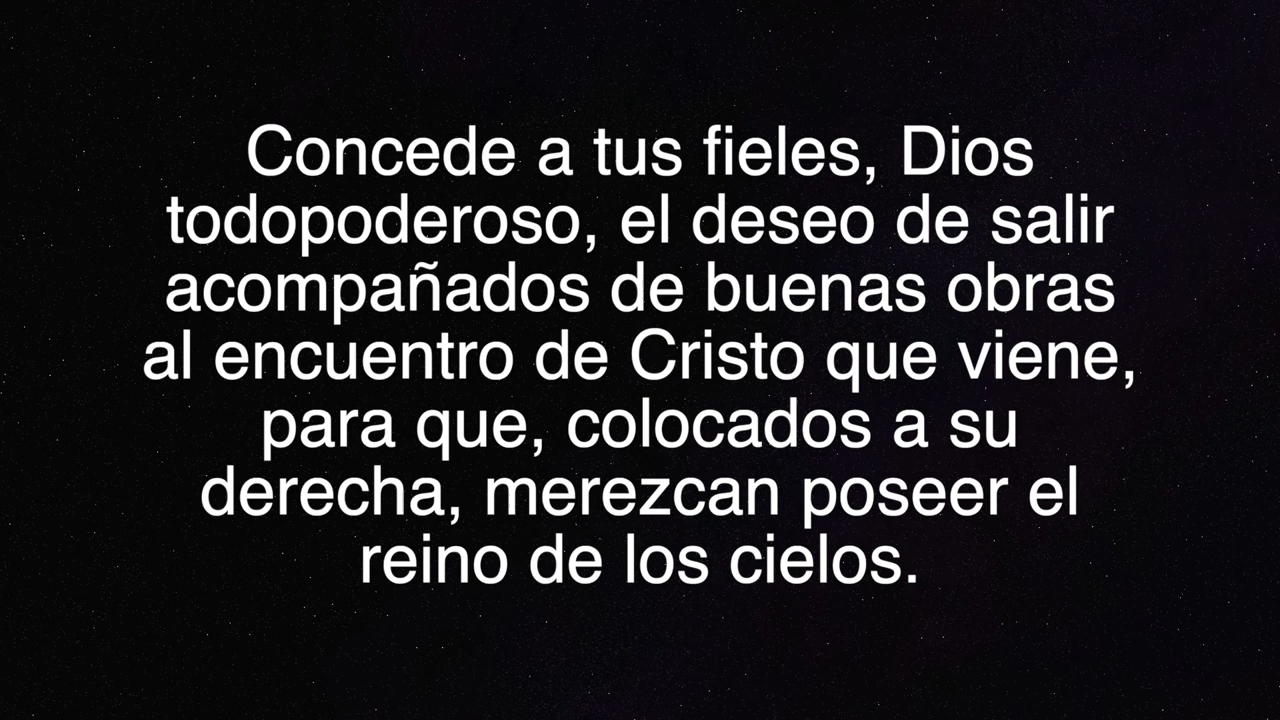 Concede a tus fieles, Dios
todopoderoso, el deseo de salir
acompañados de buenas obras
al encuentro de Cristo que viene,
para que, colocados a su
derecha, merezcan poseer el
reino de los cielos.